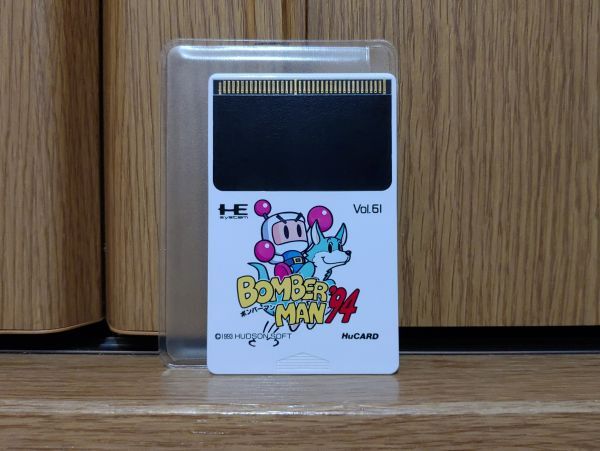 HE
system
Vol.61
BOMBER
MAN '94
ボンバーマン
©1993 HUDSON SOFT
HuCARD